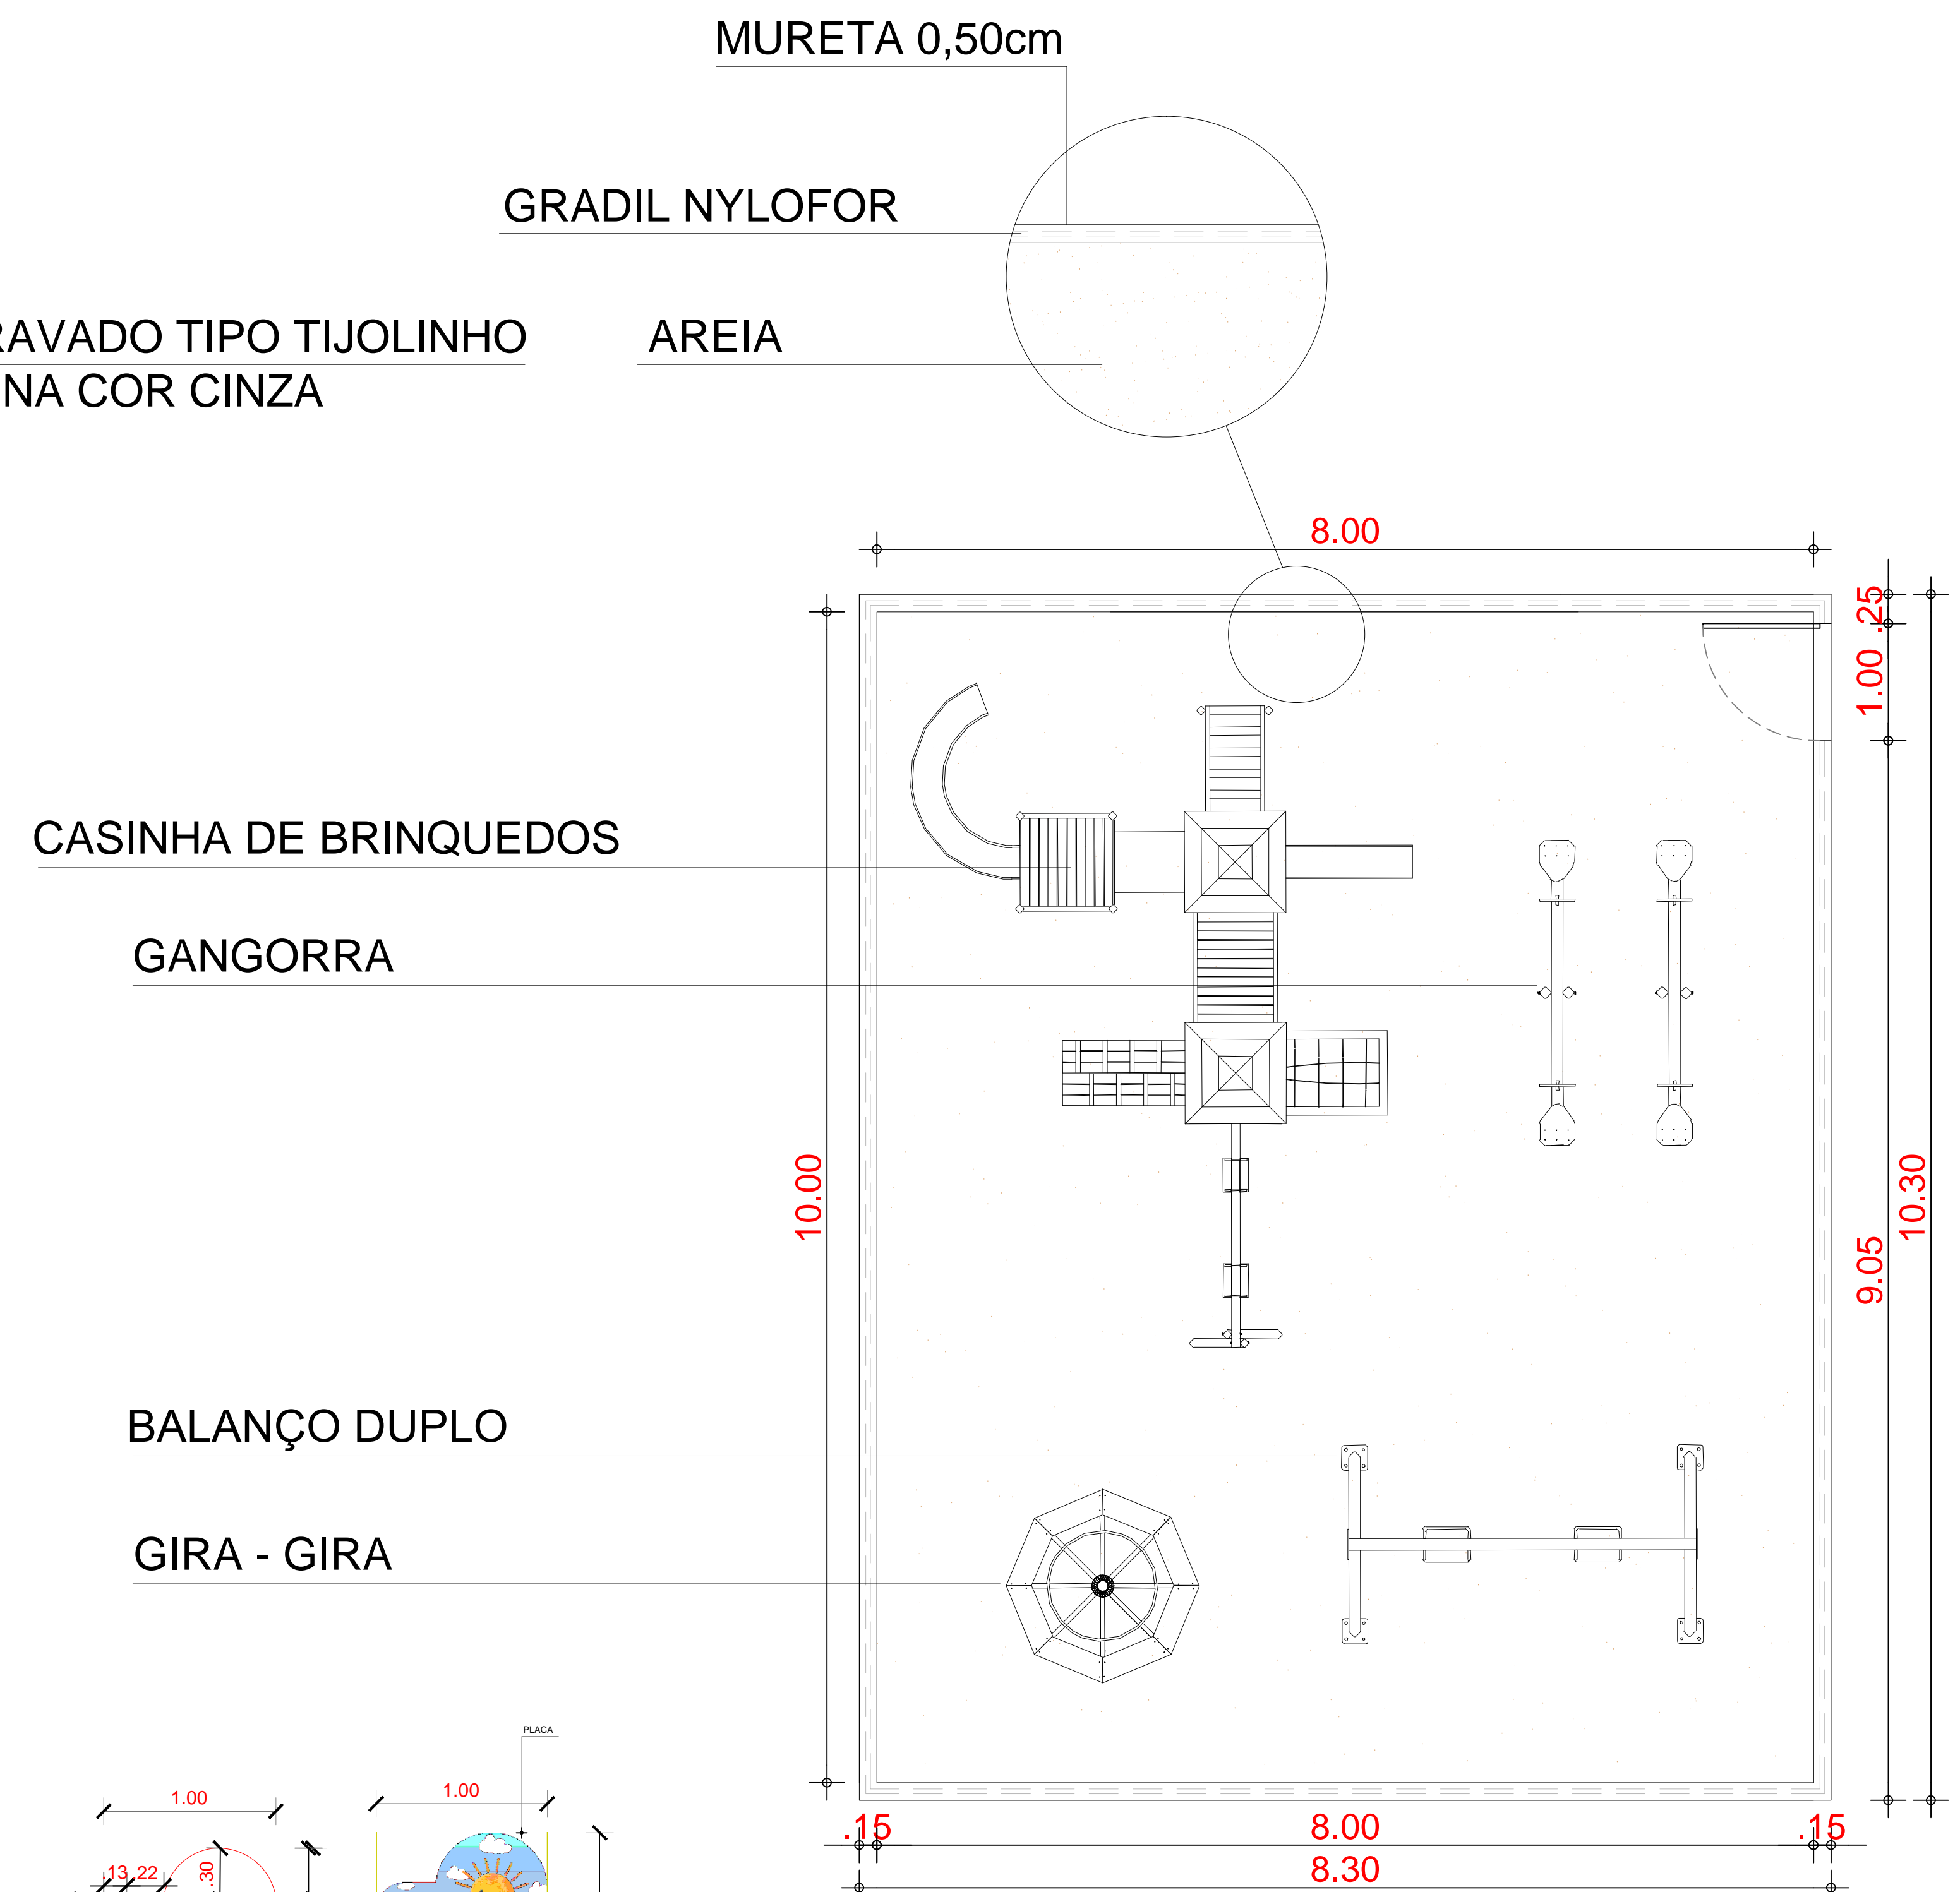 MURETA 0,50cm
GRADIL NYLOFOR
RAVADO TIPO TIJOLINHO
NA COR CINZA
AREIA
8.00
.25
1.00
CASINHA DE BRINQUEDOS
GANGORRA
10.00
10.30
9.05
BALANÇO DUPLO
GIRA - GIRA
PLACA
1.00
1.00
.13
.22
.30
.15
8.00
.15
8.30